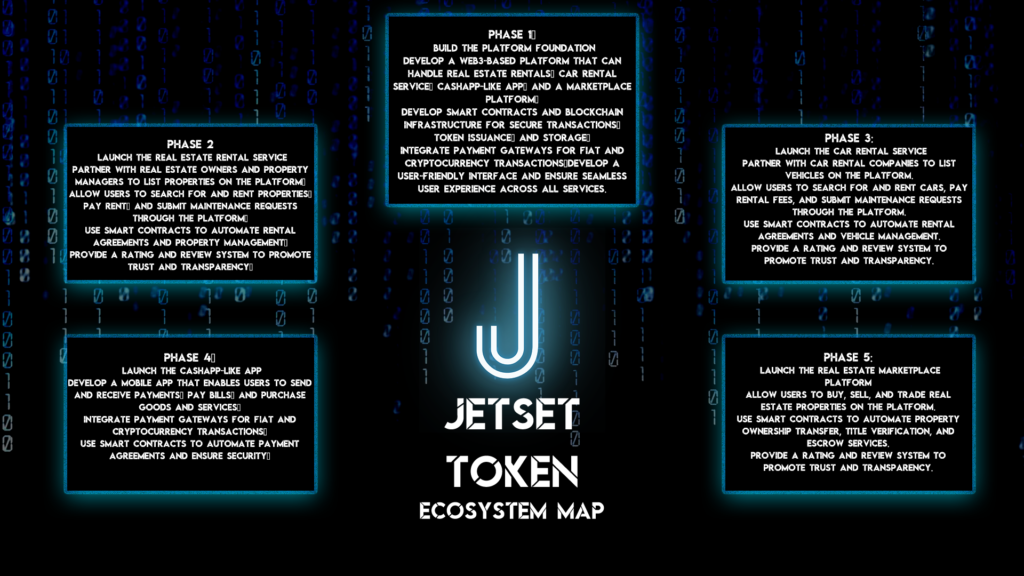 PHASE 1▯
BUILD THE PLATFORM FOUNDATION
DEVELOP A WEB3-BASED PLATFORM THAT CAN
HANDLE REAL ESTATE RENTALS▯ CAR RENTAL
SERVICE▯ CASHAPP-LIKE APP▯ AND A MARKETPLACE
PLATFORM▯
DEVELOP SMART CONTRACTS AND BLOCKCHAIN
INFRASTRUCTURE FOR SECURE TRANSACTIONS▯
TOKEN ISSUANCE▯ AND STORAGE▯
INTEGRATE PAYMENT GATEWAYS FOR FIAT AND
CRYPTOCURRENCY TRANSACTIONS▯DEVELOP A
USER-FRIENDLY INTERFACE AND ENSURE SEAMLESS
USER EXPERIENCE ACROSS ALL SERVICES.
PHASE 2
LAUNCH THE REAL ESTATE RENTAL SERVICE
PARTNER WITH REAL ESTATE OWNERS AND PROPERTY
MANAGERS TO LIST PROPERTIES ON THE PLATFORM▯
ALLOW USERS TO SEARCH FOR AND RENT PROPERTIES▯
PAY RENT▯ AND SUBMIT MAINTENANCE REQUESTS
THROUGH THE PLATFORM▯
USE SMART CONTRACTS TO AUTOMATE RENTAL
AGREEMENTS AND PROPERTY MANAGEMENT▯
PROVIDE A RATING AND REVIEW SYSTEM TO PROMOTE
TRUST AND TRANSPARENCY▯
PHASE 3:
LAUNCH THE CAR RENTAL SERVICE
PARTNER WITH CAR RENTAL COMPANIES TO LIST
VEHICLES ON THE PLATFORM.
ALLOW USERS TO SEARCH FOR AND RENT CARS, PAY
RENTAL FEES, AND SUBMIT MAINTENANCE REQUESTS
THROUGH THE PLATFORM.
USE SMART CONTRACTS TO AUTOMATE RENTAL
AGREEMENTS AND VEHICLE MANAGEMENT.
PROVIDE A RATING AND REVIEW SYSTEM TO
PROMOTE TRUST AND TRANSPARENCY.
PHASE 4▯
LAUNCH THE CASHAPP-LIKE APP
DEVELOP A MOBILE APP THAT ENABLES USERS TO SEND
AND RECEIVE PAYMENTS▯ PAY BILLS▯ AND PURCHASE
GOODS AND SERVICES▯
INTEGRATE PAYMENT GATEWAYS FOR FIAT AND
CRYPTOCURRENCY TRANSACTIONS▯
USE SMART CONTRACTS TO AUTOMATE PAYMENT
AGREEMENTS AND ENSURE SECURITY▯
PHASE 5:
LAUNCH THE REAL ESTATE MARKETPLACE
PLATFORM
ALLOW USERS TO BUY, SELL, AND TRADE REAL
ESTATE PROPERTIES ON THE PLATFORM.
USE SMART CONTRACTS TO AUTOMATE PROPERTY
OWNERSHIP TRANSFER, TITLE VERIFICATION, AND
ESCROW SERVICES.
PROVIDE A RATING AND REVIEW SYSTEM TO
PROMOTE TRUST AND TRANSPARENCY.
J
JETSET
TOKEN
ECOSYSTEM MAP